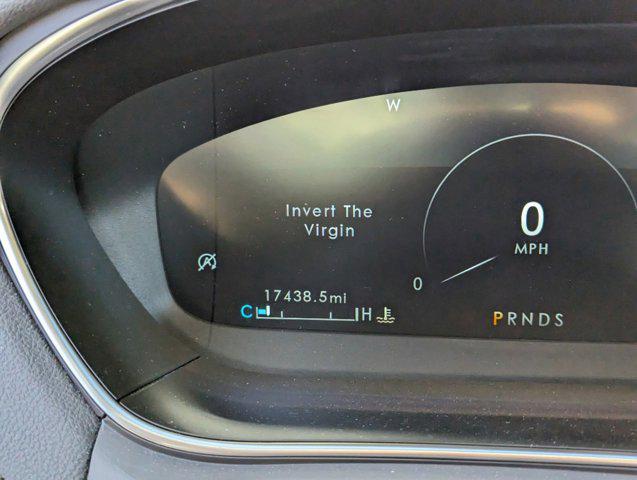 W
Invert The
Virgin
0
MPH
0
17438.5mi
C H
PRNDS